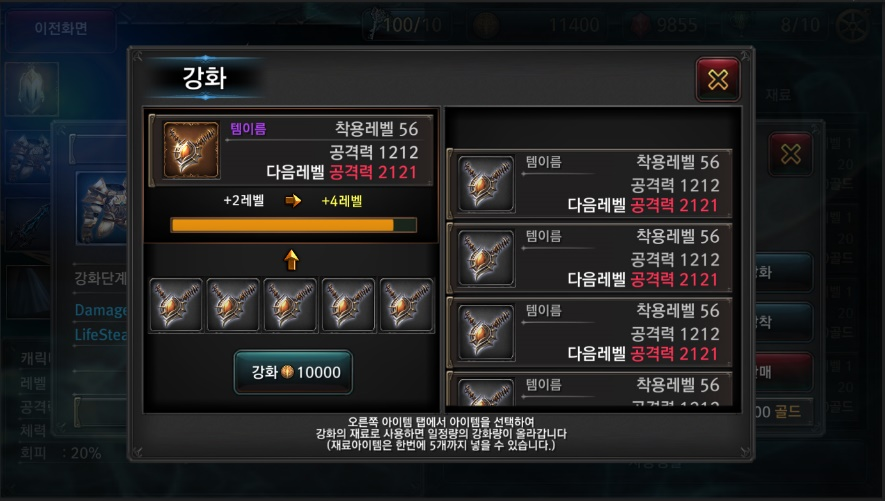 이전화면
100/10
11400
9855
8/10
강화
재료
템이름
착용레벨 56
공격력 1212
다음레벨 공격력 2121
+2레벨
+4레벨
강화 10000
템이름
착용레벨 56
공격력 1212
다음레벨 공격력 2121
템이름
착용레벨 56
공격력 1212
다음레벨 공격력 2121
템이름
착용레벨 56
공격력 1212
다음레벨 공격력 2121
템이름
착용레벨 56
공격력 1212
오른쪽 아이템 탭에서 아이템을 선택하여
강화의 재료로 사용하면 일정량의 강화량이 올라갑니다
(재료아이템은 한번에 5개까지 넣을 수 있습니다.)
강화단계
Damage
LifeStea
레벨
체력
회피 : 20%
00 골드